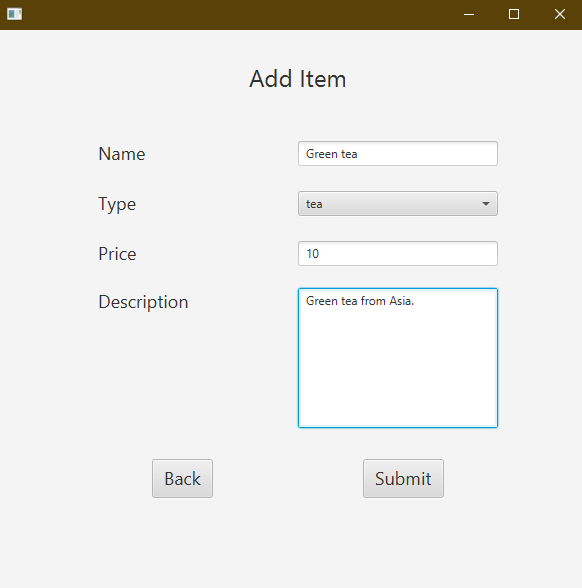 Add Item
Name
Green tea
Type
tea
Price
10
Description
Green tea from Asia.
Back
Submit